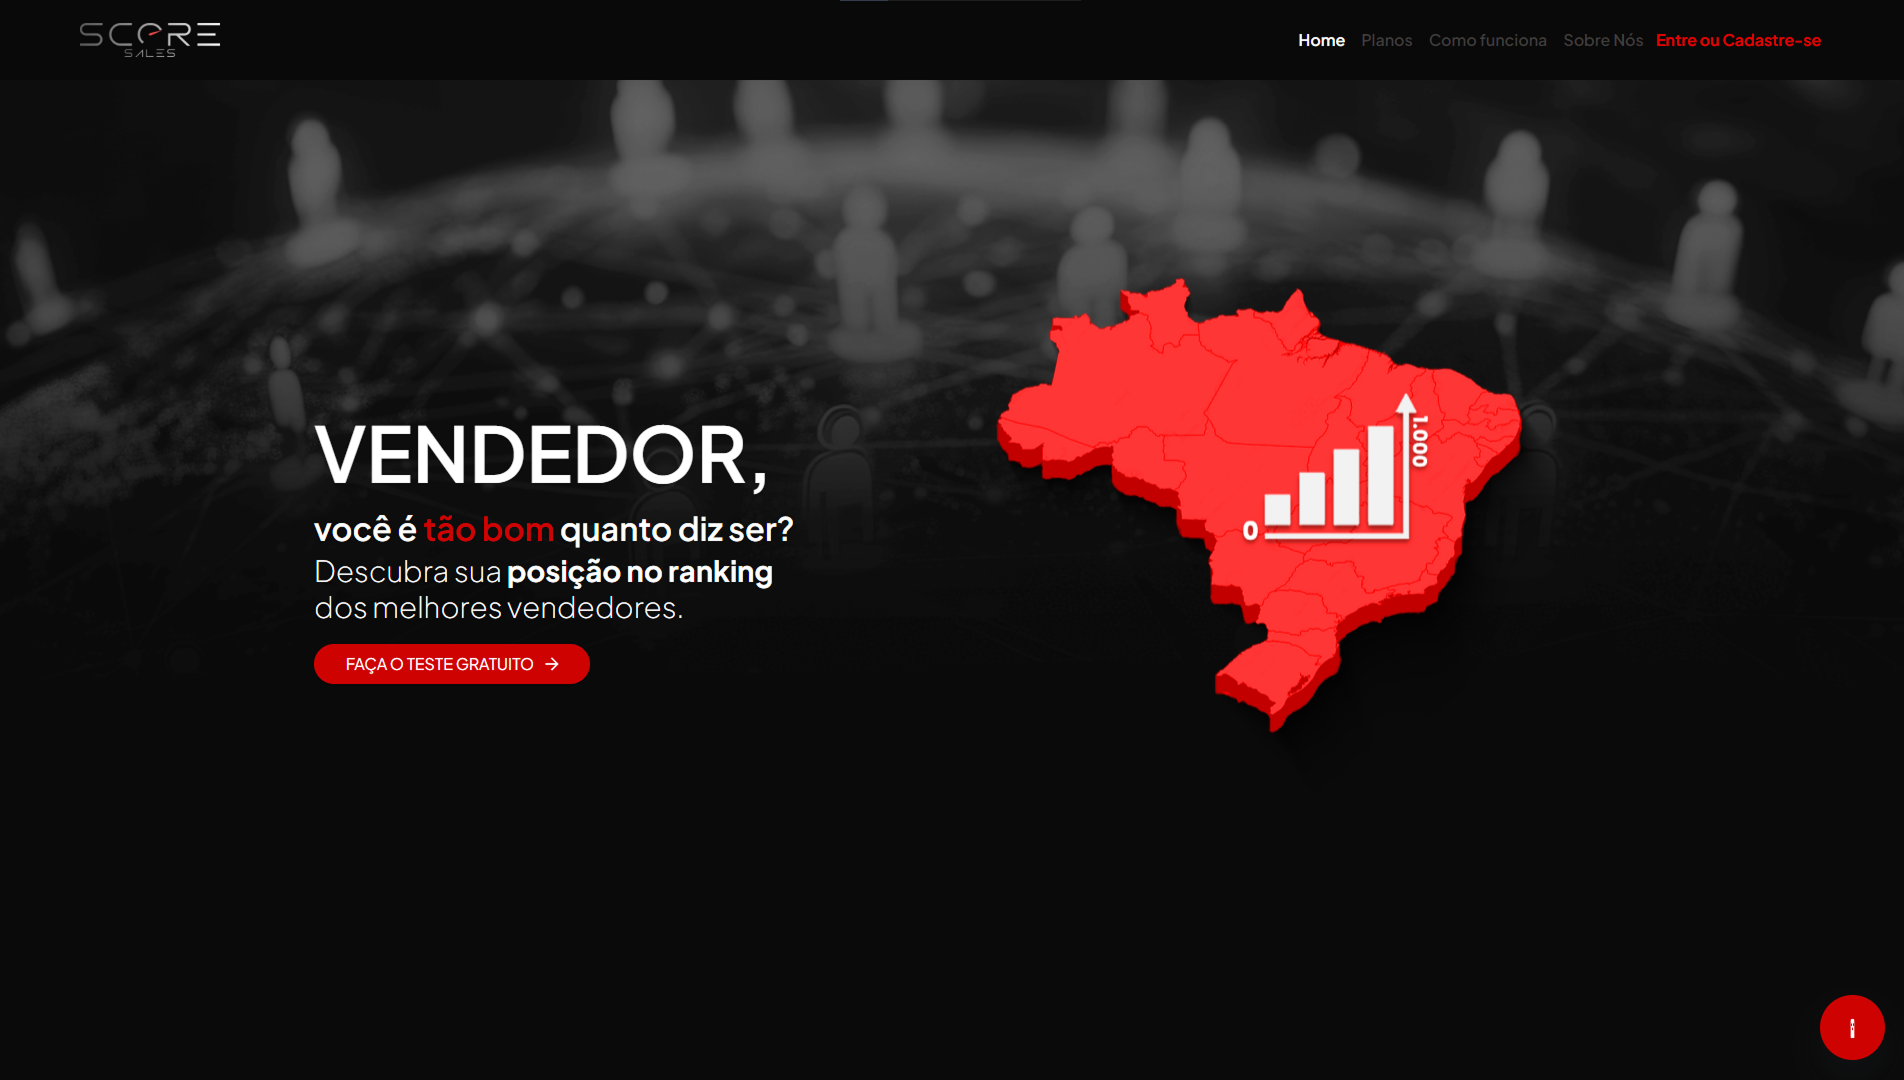 SCORE
SALES
Home Planos Como funciona Sobre Nós Entre ou Cadastre-se
VENDEDOR,
você é tão bom quanto diz ser?
Descubra sua posição no ranking
dos melhores vendedores.
FAÇA O TESTE GRATUITO →
1.000
0